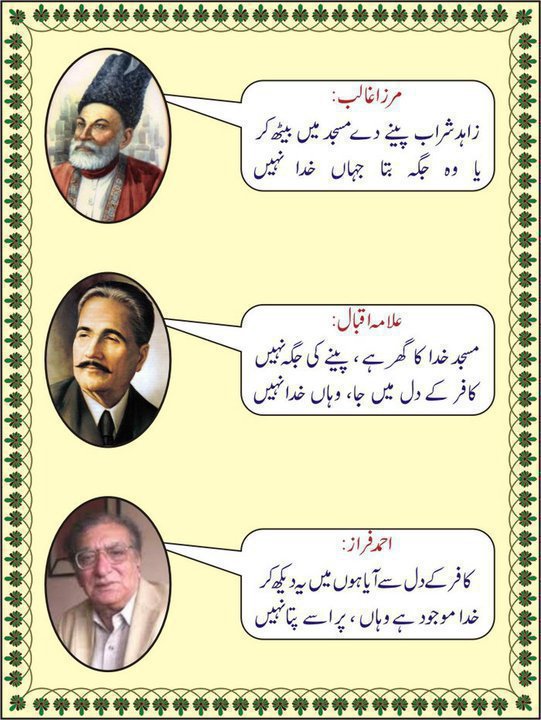 مرزا غالب:
زاہد شراب پینے دے مسجد میں بیٹھ کر
یا وہ جگہ بتا جہاں خدا نہیں
علامہ اقبال:
مسجد خدا کا گھر ہے، پینے کی جگہ نہیں
کافر کے دل میں جا، وہاں خدا نہیں
احمد فراز:
کافر کے دل سے آیا ہوں میں یہ دیکھ کر
خدا موجود ہے وہاں، پر اسے پتا نہیں